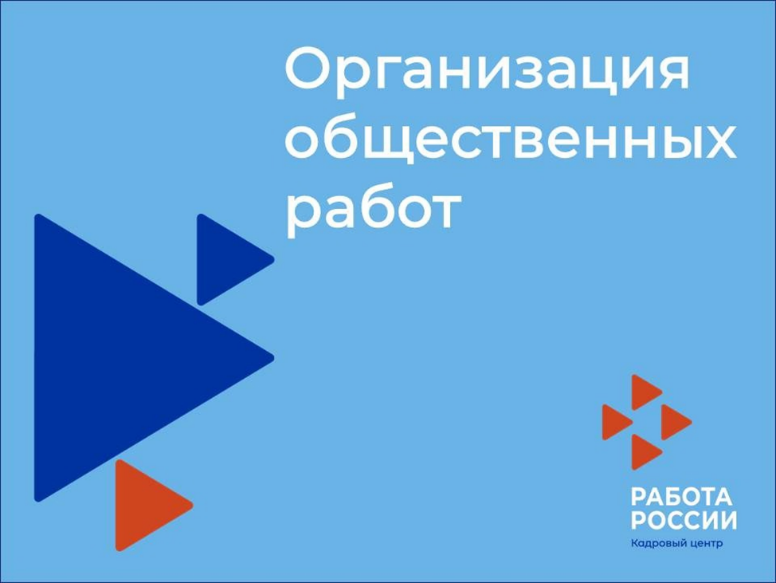 Организация
общественных
работ
РАБОТА
РОССИИ
Кадровый центр